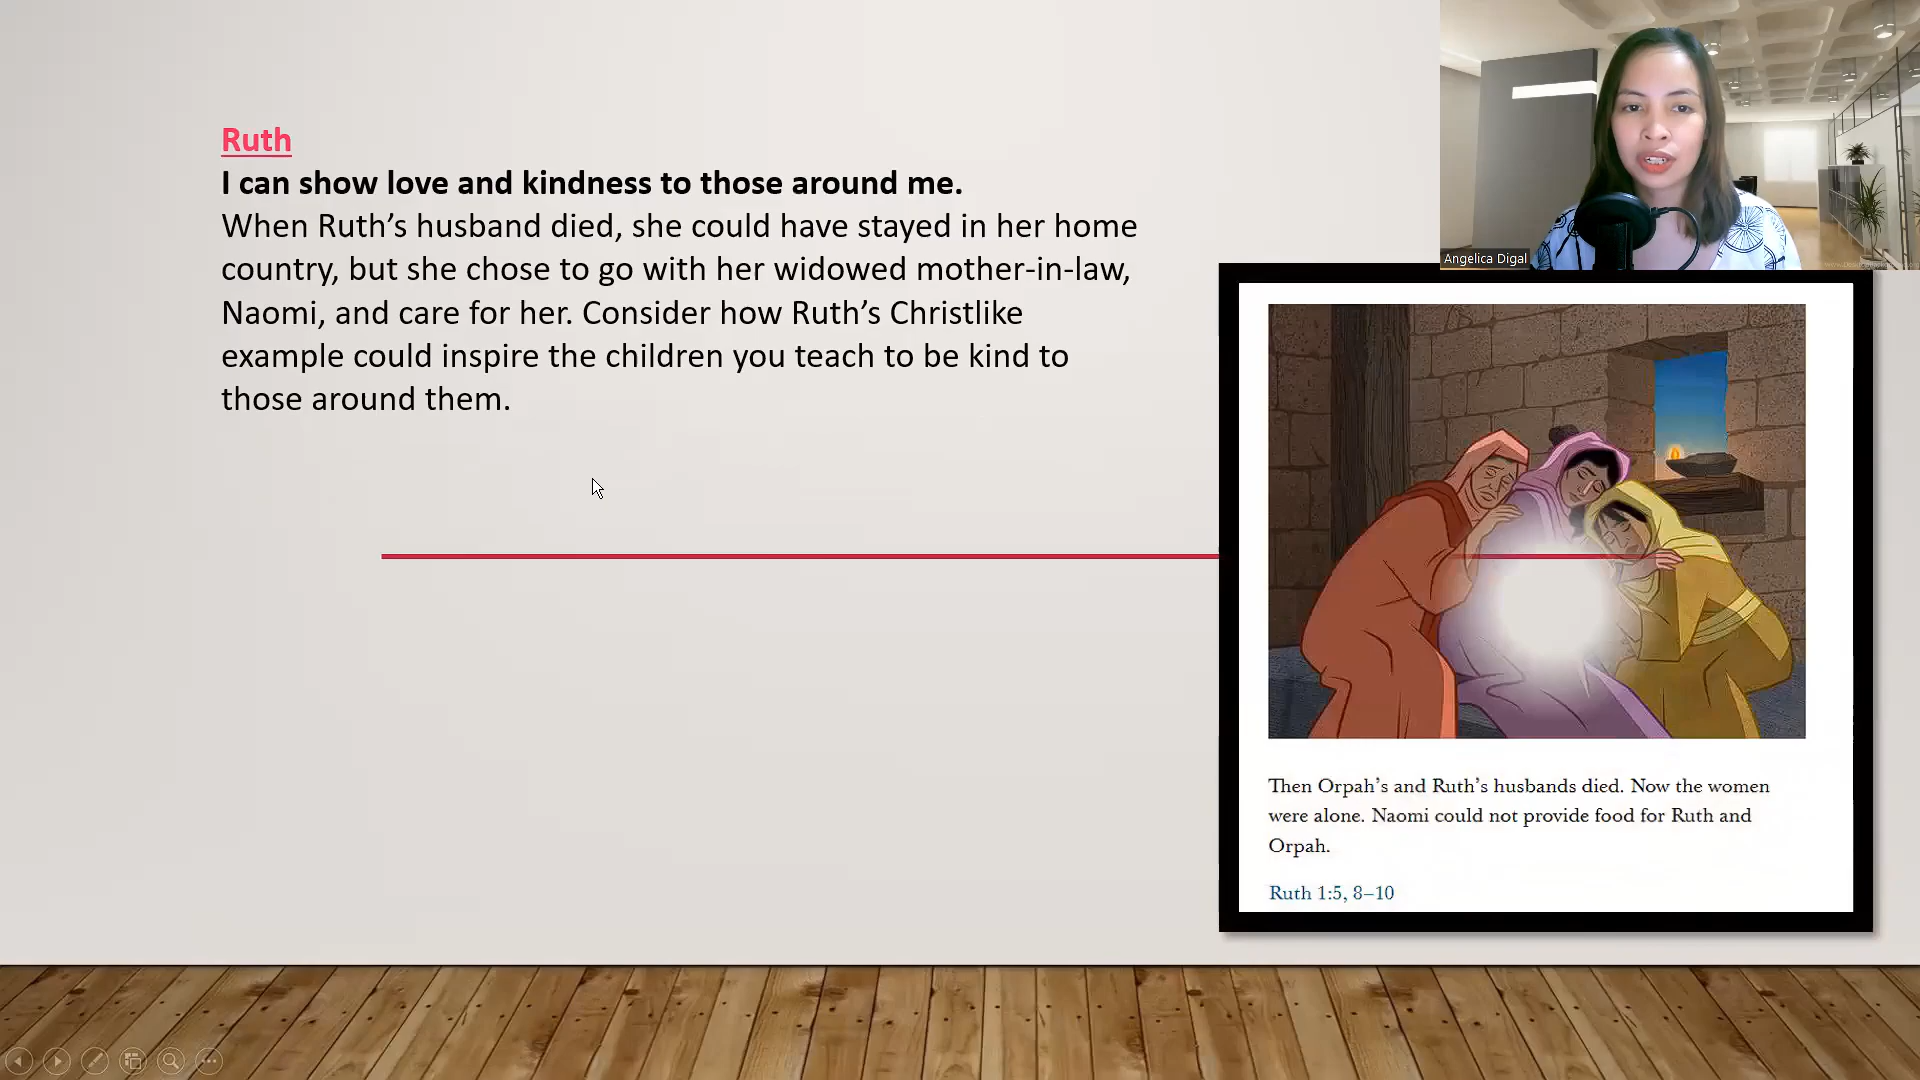 Ruth
I can show love and kindness to those around me.
When Ruth’s husband died, she could have stayed in her home
country, but she chose to go with her widowed mother-in-law,
Naomi, and care for her. Consider how Ruth’s Christlike
example could inspire the children you teach to be kind to
those around them.
Angelica Digal
Then Orpah’s and Ruth’s husbands died. Now the women
were alone. Naomi could not provide food for Ruth and
Orpah.
Ruth 1:5, 8–10